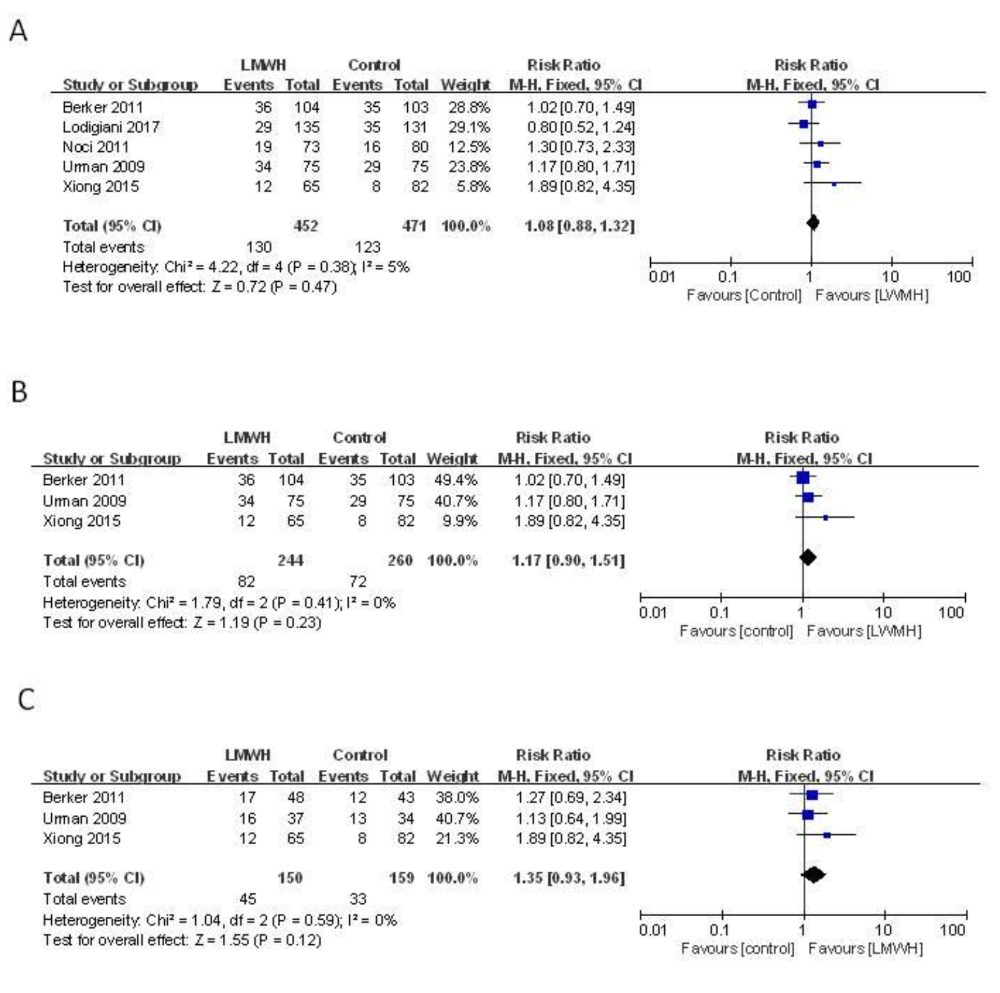 A
LMWH Control Risk Ratio Risk Ratio
Study or Subgroup Events Total Events Total Weight M-H, Fixed, 95% CI M-H, Fixed, 95% CI
Berker 2011 36 104 35 103 28.8% 1.02 [0.70, 1.49]
Lodigiani 2017 29 135 35 131 29.1% 0.80 [0.52, 1.24]
Noci 2011 19 73 16 80 12.5% 1.30 [0.73, 2.33]
Urman 2009 34 75 29 75 23.8% 1.17 [0.80, 1.71]
Xiong 2015 12 65 8 82 5.8% 1.89 [0.82, 4.35]
Total (95% CI) 452 471 100.0% 1.08 [0.88, 1.32]
Total events 130 123
Heterogeneity: Chi² = 4.22, df = 4 (P = 0.38); I² = 5%
Test for overall effect: Z = 0.72 (P = 0.47)
0.01 0.1 1 10 100
Favours [Control] Favours [LWMH]
B
LMWH Control Risk Ratio Risk Ratio
Study or Subgroup Events Total Events Total Weight M-H, Fixed, 95% CI M-H, Fixed, 95% CI
Berker 2011 36 104 35 103 49.4% 1.02 [0.70, 1.49]
Urman 2009 34 75 29 75 40.7% 1.17 [0.80, 1.71]
Xiong 2015 12 65 8 82 9.9% 1.89 [0.82, 4.35]
Total (95% CI) 244 260 100.0% 1.17 [0.90, 1.51]
Total events 82 72
Heterogeneity: Chi² = 1.79, df = 2 (P = 0.41); I² = 0%
Test for overall effect: Z = 1.19 (P = 0.23)
0.01 0.1 1 10 100
Favours [control] Favours [LWMH]
C
LMWH Control Risk Ratio Risk Ratio
Study or Subgroup Events Total Events Total Weight M-H, Fixed, 95% CI M-H, Fixed, 95% CI
Berker 2011 17 48 12 43 38.0% 1.27 [0.69, 2.34]
Urman 2009 16 37 13 34 40.7% 1.13 [0.64, 1.99]
Xiong 2015 12 65 8 82 21.3% 1.89 [0.82, 4.35]
Total (95% CI) 150 159 100.0% 1.35 [0.93, 1.96]
Total events 45 33
Heterogeneity: Chi² = 1.04, df = 2 (P = 0.59); I² = 0%
Test for overall effect: Z = 1.55 (P = 0.12)
0.01 0.1 1 10 100
Favours [control] Favours [LMWH]